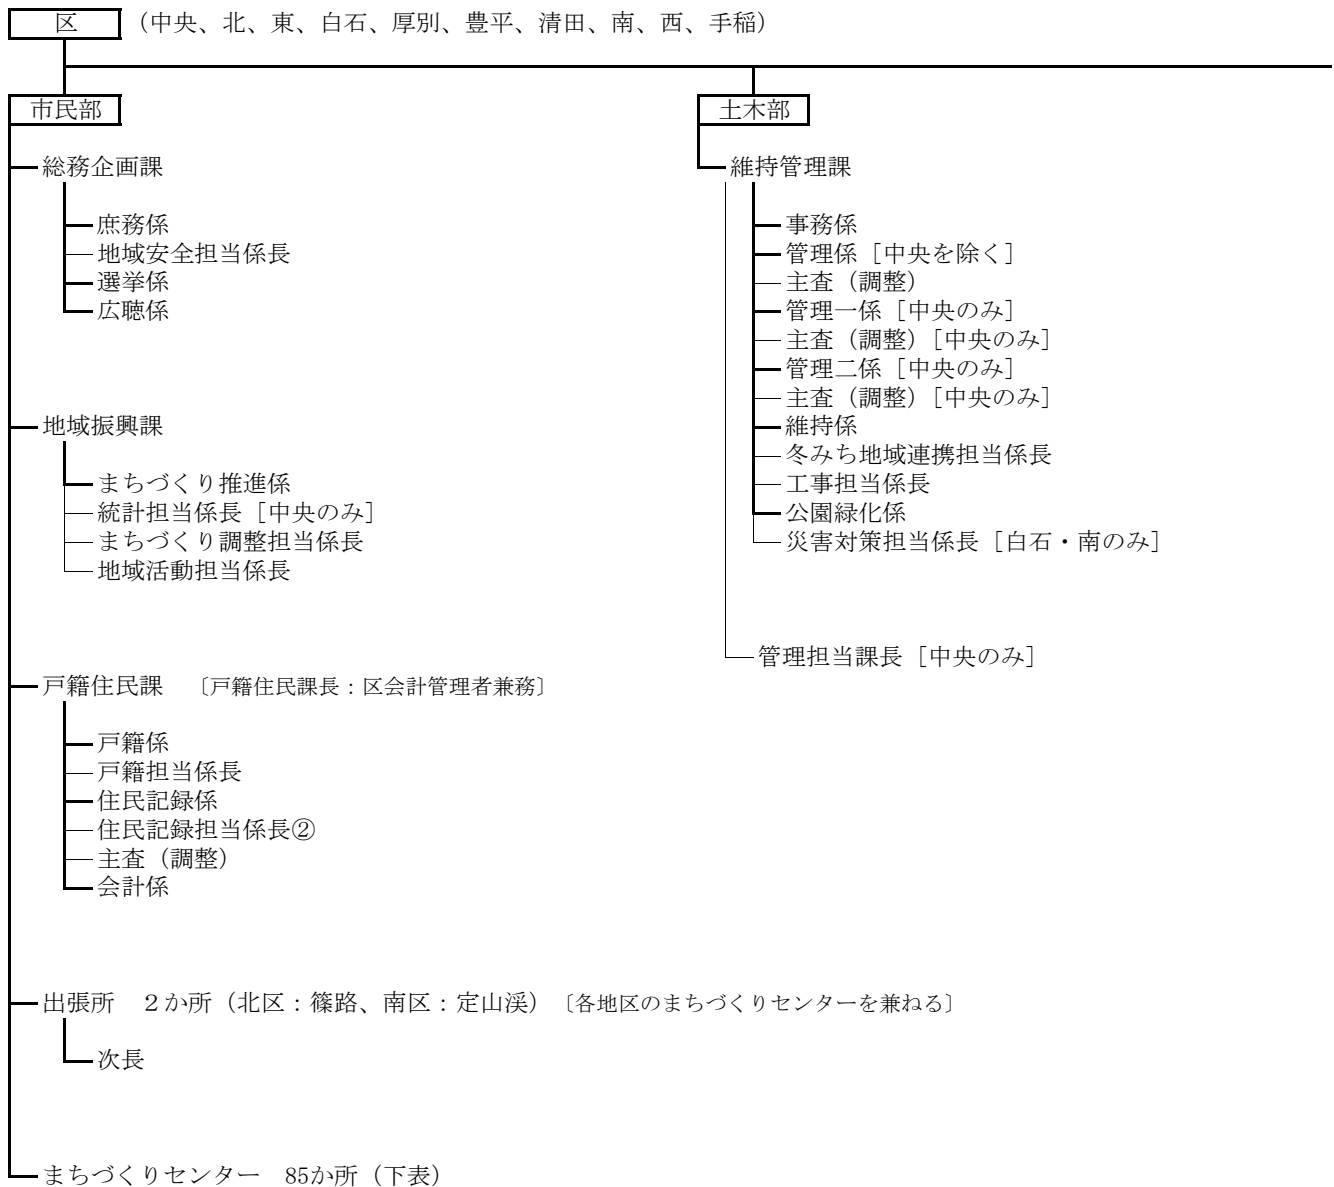 区 （中央、北、東、白石、厚別、豊平、清田、南、西、手稲）
市民部
総務企画課
庶務係
地域安全担当係長
選挙係
広聴係
地域振興課
まちづくり推進係
統計担当係長［中央のみ］
まちづくり調整担当係長
地域活動担当係長
戸籍住民課　〔戸籍住民課長：区会計管理者兼務〕
戸籍係
戸籍担当係長
住民記録係
住民記録担当係長②
主査（調整）
会計係
出張所　２か所（北区：篠路、南区：定山渓）〔各地区のまちづくりセンターを兼ねる〕
次長
まちづくりセンター　85か所（下表）
土木部
維持管理課
事務係
管理係［中央を除く］
主査（調整）
管理一係［中央のみ］
主査（調整）［中央のみ］
管理二係［中央のみ］
主査（調整）［中央のみ］
維持係
冬みち地域連携担当係長
工事担当係長
公園緑化係
災害対策担当係長［白石・南のみ］
管理担当課長［中央のみ］